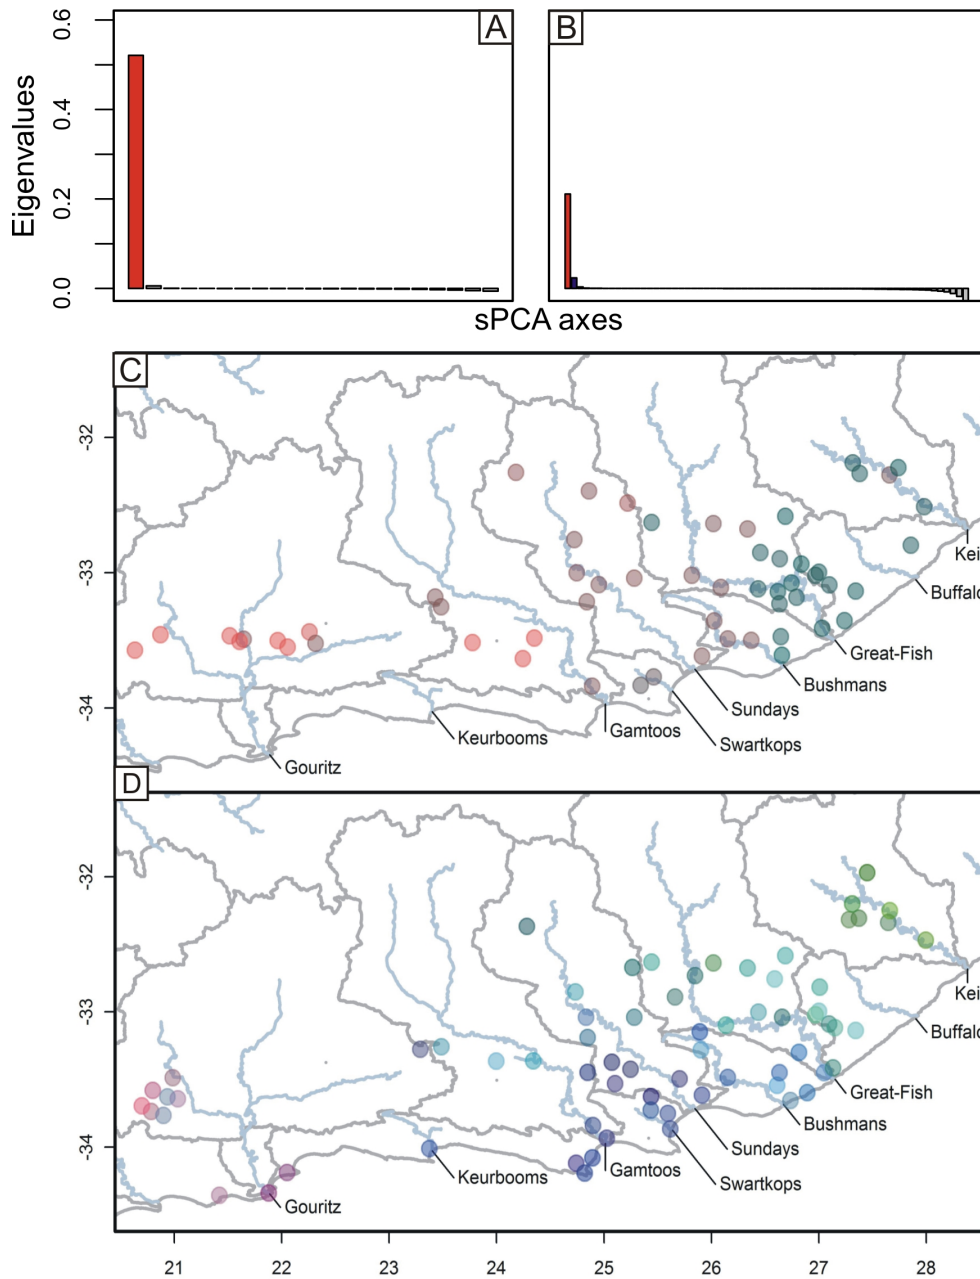 A
B
Eigenvalues
0.6
0.4
0.2
0.0
sPCA axes
C
-32
-33
-34
Kei
Buffalo
Great-Fish
Bushmans
Sundays
Swartkops
Gamtoos
Keurbooms
Gouritz
D
-32
-33
-34
Kei
Buffalo
Great-Fish
Bushmans
Sundays
Swartkops
Gamtoos
Keurbooms
Gouritz
21 22 23 24 25 26 27 28